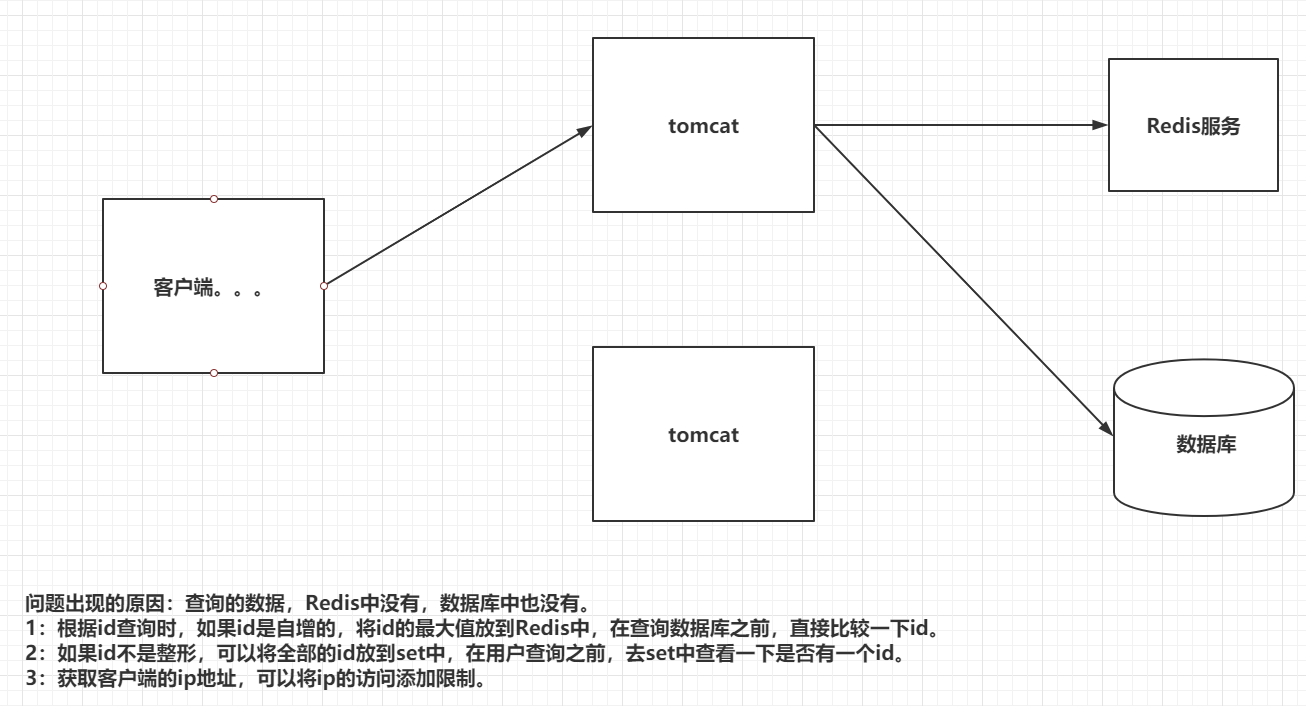 tomcat
Redis服务
客户端。。。
tomcat
数据库
问题出现的原因：查询的数据，Redis中没有，数据库中也没有。
1：根据id查询时，如果id是自增的，将id的最大值放到Redis中，在查询数据库之前，直接比较一下id。
2：如果id不是整形，可以将全部的id放到set中，在用户查询之前，去set中查看一下是否有一个id。
3：获取客户端的ip地址，可以将ip的访问添加限制。